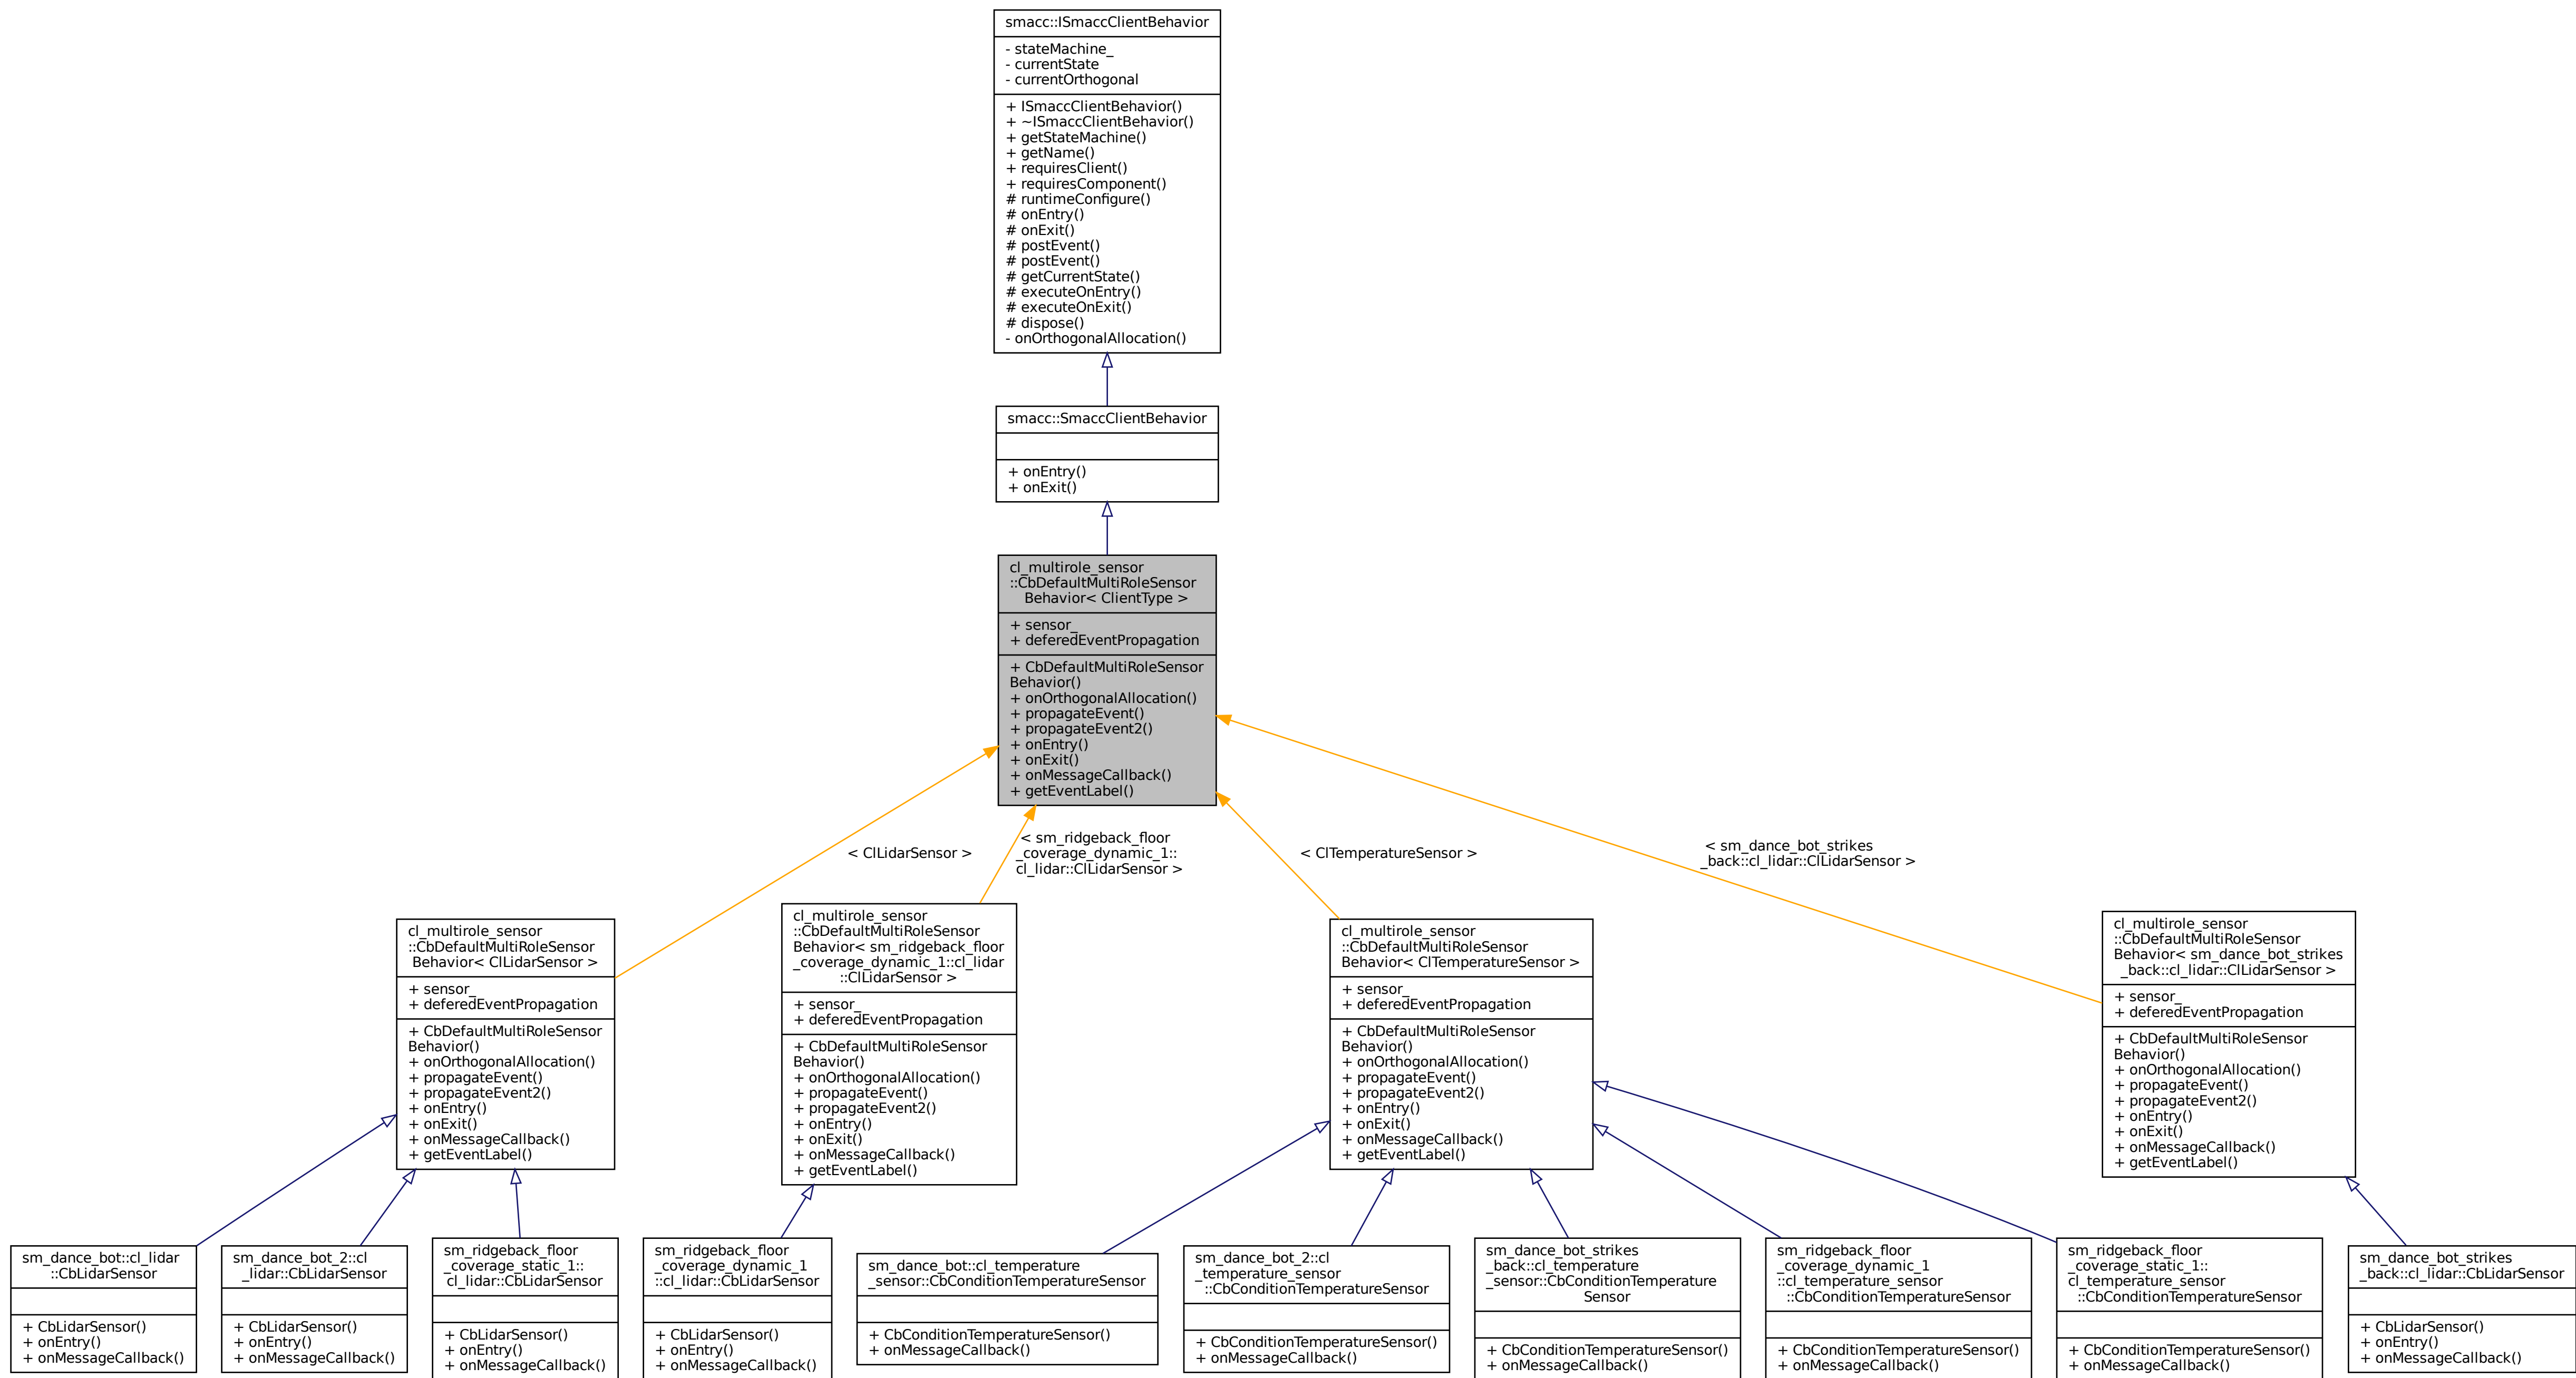 smacc::ISmaccClientBehavior
- stateMachine_
- currentState
- currentOrthogonal
+ ISmaccClientBehavior()
+ ~ISmaccClientBehavior()
+ getStateMachine()
+ getName()
+ requiresClient()
+ requiresComponent()
# runtimeConfigure()
# onEntry()
# onExit()
# postEvent()
# postEvent()
# getCurrentState()
# executeOnEntry()
# executeOnExit()
# dispose()
- onOrthogonalAllocation()
smacc::SmaccClientBehavior
+ onEntry()
+ onExit()
cl_multirole_sensor
::CbDefaultMultiRoleSensor
Behavior< ClientType >
+ sensor_
+ deferedEventPropagation
+ CbDefaultMultiRoleSensor
Behavior()
+ onOrthogonalAllocation()
+ propagateEvent()
+ propagateEvent2()
+ onEntry()
+ onExit()
+ onMessageCallback()
+ getEventLabel()
< ClLidarSensor >
< sm_ridgeback_floor
_coverage_dynamic_1::
cl_lidar::ClLidarSensor >
< ClTemperatureSensor >
< sm_dance_bot_strikes
_back::cl_lidar::ClLidarSensor >
cl_multirole_sensor
::CbDefaultMultiRoleSensor
Behavior< ClLidarSensor >
+ sensor_
+ deferedEventPropagation
+ CbDefaultMultiRoleSensor
Behavior()
+ onOrthogonalAllocation()
+ propagateEvent()
+ propagateEvent2()
+ onEntry()
+ onExit()
+ onMessageCallback()
+ getEventLabel()
cl_multirole_sensor
::CbDefaultMultiRoleSensor
Behavior< sm_ridgeback_floor
_coverage_dynamic_1::cl_lidar
::ClLidarSensor >
+ sensor_
+ deferedEventPropagation
+ CbDefaultMultiRoleSensor
Behavior()
+ onOrthogonalAllocation()
+ propagateEvent()
+ propagateEvent2()
+ onEntry()
+ onExit()
+ onMessageCallback()
+ getEventLabel()
cl_multirole_sensor
::CbDefaultMultiRoleSensor
Behavior< ClTemperatureSensor >
+ sensor_
+ deferedEventPropagation
+ CbDefaultMultiRoleSensor
Behavior()
+ onOrthogonalAllocation()
+ propagateEvent()
+ propagateEvent2()
+ onEntry()
+ onExit()
+ onMessageCallback()
+ getEventLabel()
cl_multirole_sensor
::CbDefaultMultiRoleSensor
Behavior< sm_dance_bot_strikes
_back::cl_lidar::ClLidarSensor >
+ sensor_
+ deferedEventPropagation
+ CbDefaultMultiRoleSensor
Behavior()
+ onOrthogonalAllocation()
+ propagateEvent()
+ propagateEvent2()
+ onEntry()
+ onExit()
+ onMessageCallback()
+ getEventLabel()
sm_dance_bot::cl_lidar
::CbLidarSensor
+ CbLidarSensor()
+ onEntry()
+ onMessageCallback()
sm_dance_bot_2::cl
_lidar::CbLidarSensor
+ CbLidarSensor()
+ onEntry()
+ onMessageCallback()
sm_ridgeback_floor
_coverage_static_1::
cl_lidar::CbLidarSensor
+ CbLidarSensor()
+ onEntry()
+ onMessageCallback()
sm_ridgeback_floor
_coverage_dynamic_1
::cl_lidar::CbLidarSensor
+ CbLidarSensor()
+ onEntry()
+ onMessageCallback()
sm_dance_bot::cl_temperature
_sensor::CbConditionTemperatureSensor
+ CbConditionTemperatureSensor()
+ onMessageCallback()
sm_dance_bot_2::cl
_temperature_sensor
::CbConditionTemperatureSensor
+ CbConditionTemperatureSensor()
+ onMessageCallback()
sm_dance_bot_strikes
_back::cl_temperature
_sensor::CbConditionTemperature
Sensor
+ CbConditionTemperatureSensor()
+ onMessageCallback()
sm_ridgeback_floor
_coverage_dynamic_1
::cl_temperature_sensor
::CbConditionTemperatureSensor
+ CbConditionTemperatureSensor()
+ onMessageCallback()
sm_ridgeback_floor
_coverage_static_1::
cl_temperature_sensor
::CbConditionTemperatureSensor
+ CbConditionTemperatureSensor()
+ onMessageCallback()
sm_dance_bot_strikes
_back::cl_lidar::CbLidarSensor
+ CbLidarSensor()
+ onEntry()
+ onMessageCallback()